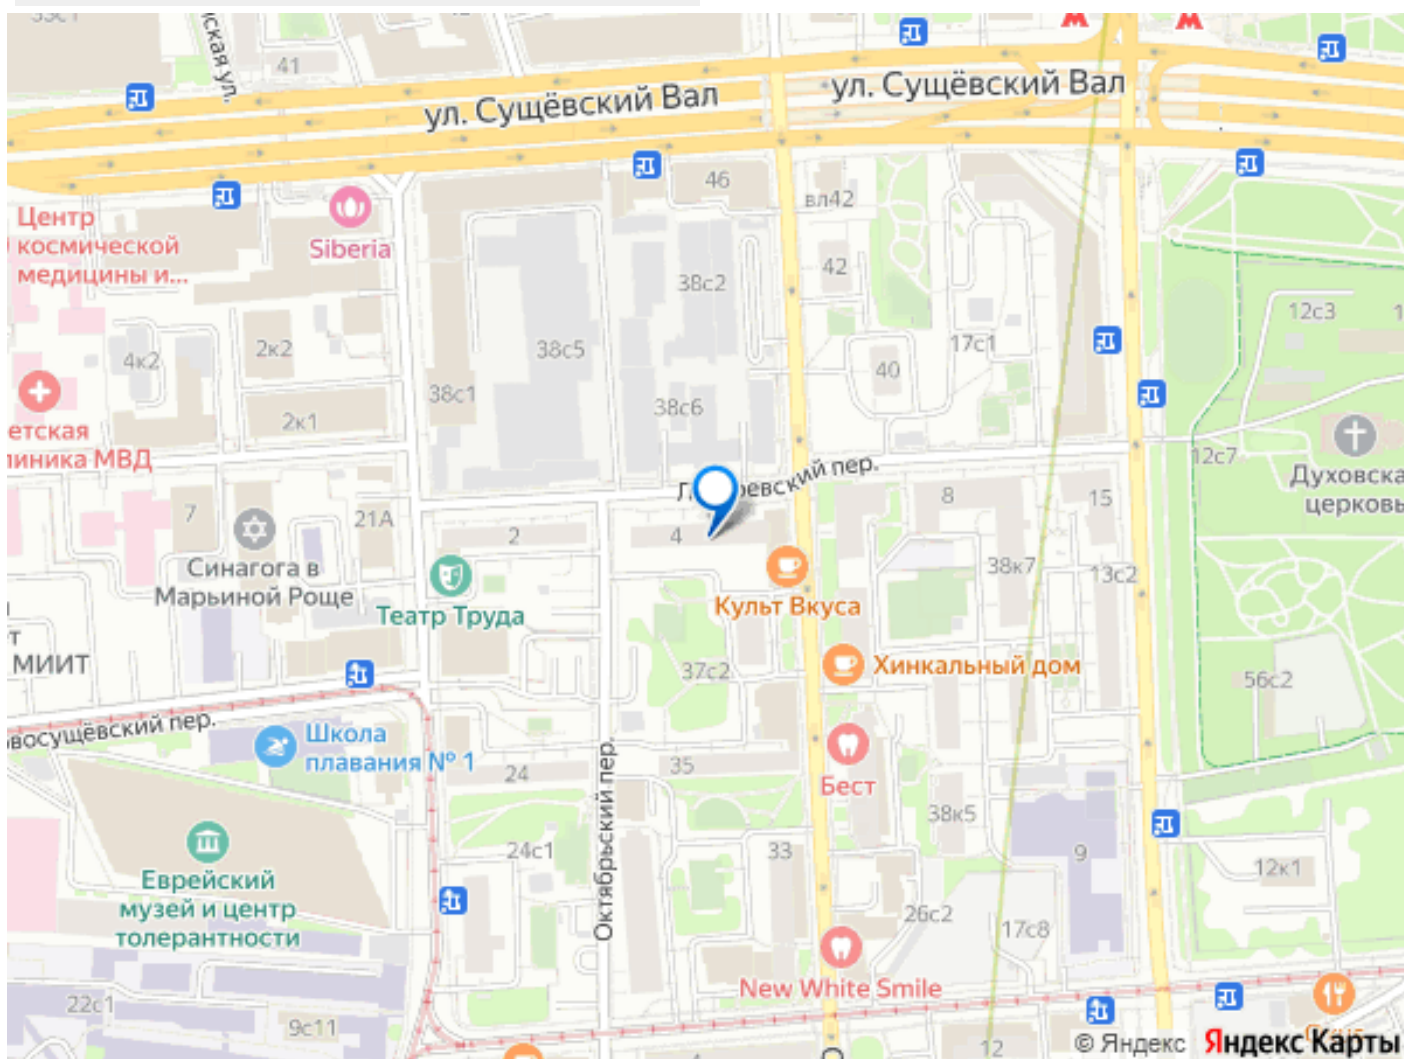 41
ул. Сущёвский Вал
ул. Сущёвский Вал
46
вл42
Центр
космической
медицины и...
Siberia
42
38с2
12с3
4к2
2к2
38с5
17с1
40
38с1
38с6
2к1
етская
линика МВД
12с7
Духовска
церковь
ревский пер.
8
15
7
21А
2
4
Синагога в
Марьиной Роще
38к7
13с2
Театр Труда
Культ Вкуса
МИИТ
37с2
Хинкальный дом
56с2
восущёвский пер.
Школа
плавания № 1
24
35
Бест
Октябрьский пер.
38к5
24с1
33
9
12к1
Еврейский
музей и центр
толерантности
26с2
17с8
New White Smile
22с1
9с11
4
12
© Яндекс Яндекс Карты